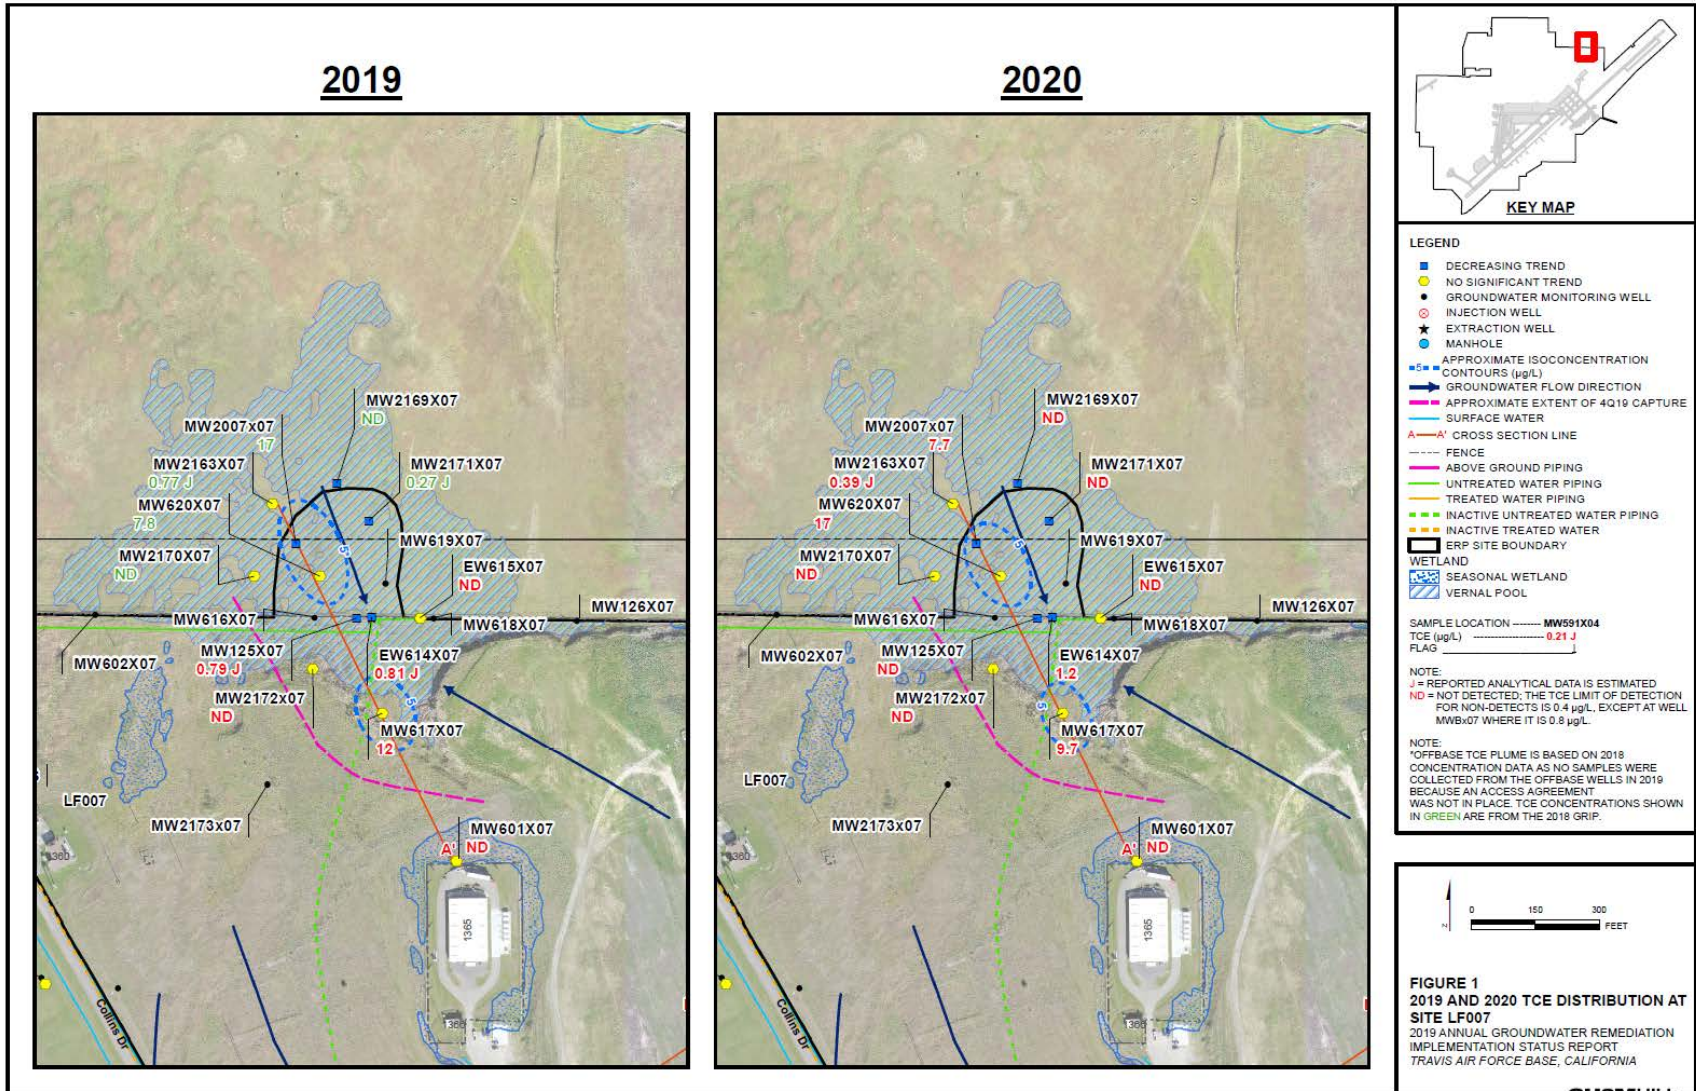 2019
2020
MW2169X07
ND
MW2007x07
17
MW2163X07
0.77 J
MW2171X07
0.27 J
MW620X07
7.8
MW619X07
MW2170X07
ND
EW615X07
ND
MW126X07
MW616X07
MW618X07
MW125X07
0.79 J
EW614X07
0.81 J
MW602X07
MW2172x07
ND
MW617X07
12
5
5
LF007
MW2173x07
MW601X07
A' ND
1360
1365
1366
Collins Dr
MW2169X07
ND
MW2007x07
7.7
MW2163X07
0.39 J
MW2171X07
ND
MW620X07
17
MW619X07
MW2170X07
ND
EW615X07
ND
MW126X07
MW616X07
MW618X07
MW125X07
ND
EW614X07
1.2
MW602X07
MW2172x07
ND
MW617X07
9.7
5
5
LF007
MW2173x07
MW601X07
A' ND
1360
1365
1366
Collins Dr
KEY MAP
LEGEND
DECREASING TREND
NO SIGNIFICANT TREND
GROUNDWATER MONITORING WELL
INJECTION WELL
EXTRACTION WELL
MANHOLE
5 APPROXIMATE ISOCONCENTRATION
CONTOURS (µg/L)
GROUNDWATER FLOW DIRECTION
APPROXIMATE EXTENT OF 4Q19 CAPTURE
SURFACE WATER
A A' CROSS SECTION LINE
FENCE
ABOVE GROUND PIPING
UNTREATED WATER PIPING
TREATED WATER PIPING
INACTIVE UNTREATED WATER PIPING
INACTIVE TREATED WATER
ERP SITE BOUNDARY
WETLAND
SEASONAL WETLAND
VERNAL POOL
SAMPLE LOCATION -------- MW591X04
TCE (µg/L) -------------------- 0.21 J
FLAG
NOTE:
J = REPORTED ANALYTICAL DATA IS ESTIMATED
ND = NOT DETECTED; THE TCE LIMIT OF DETECTION
FOR NON-DETECTS IS 0.4 µg/L, EXCEPT AT WELL
MWBx07 WHERE IT IS 0.8 µg/L.
NOTE:
*OFFBASE TCE PLUME IS BASED ON 2018
CONCENTRATION DATA AS NO SAMPLES WERE
COLLECTED FROM THE OFFBASE WELLS IN 2019
BECAUSE AN ACCESS AGREEMENT
WAS NOT IN PLACE. TCE CONCENTRATIONS SHOWN
IN GREEN ARE FROM THE 2018 GRIP.
N
0 150 300
FEET
FIGURE 1
2019 AND 2020 TCE DISTRIBUTION AT
SITE LF007
2019 ANNUAL GROUNDWATER REMEDIATION
IMPLEMENTATION STATUS REPORT
TRAVIS AIR FORCE BASE, CALIFORNIA